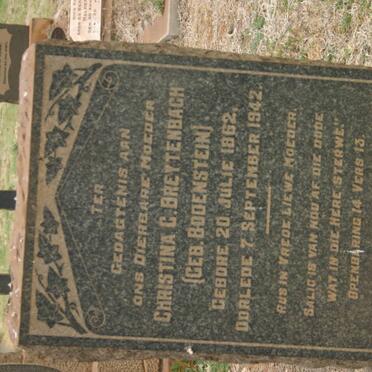 TER
GEDAGTENIS AAN
ONS DIERBARE MOEDER
CHRISTINA C. BREYTENBACH
(GEB. BODENSTEIN)
GEBORE 20 JULIE 1862.
OORLEDE 7 SEPTEMBER 1942.
RUS IN VREDE LIEWE MOEDER.
SALIG IS VAN NOU AF DIE DODE
WAT IN DIE HERE STERWE.
OPENBARING 14 VERS 13.